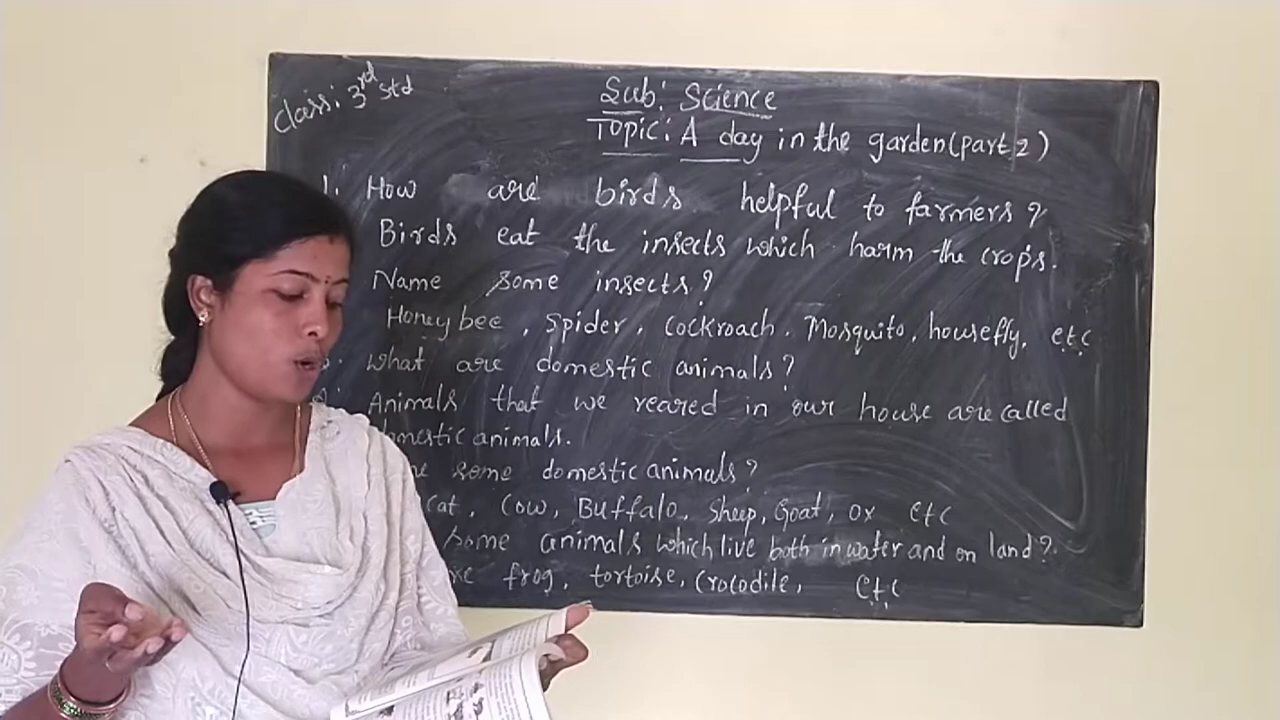 Class: 3rd std
Sub: Science
Topic: A day in the garden (part 2)
1. How are birds helpful to farmers?
Birds eat the insects which harm the crops.
Name some insects?
Honey bee, Spider, Cockroach. Mosquito, housefly, etc
What are domestic animals?
Animals that we reared in our house are called
animals.
some domestic animals?
Cat, Cow, Buffalo, Sheep, Goat, Ox etc
some animals which live both in water and on land?
frog, tortoise, Crocodile, etc